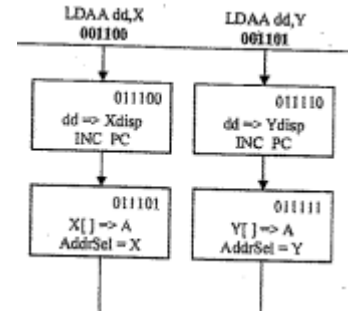 LDAA dd,X
001100
LDAA dd,Y
001101
011100
dd => Xdisp
INC PC
011110
dd => Ydisp
INC PC
011101
X[ ] => A
AddrSel = X
011111
Y[ ] => A
AddrSel = Y